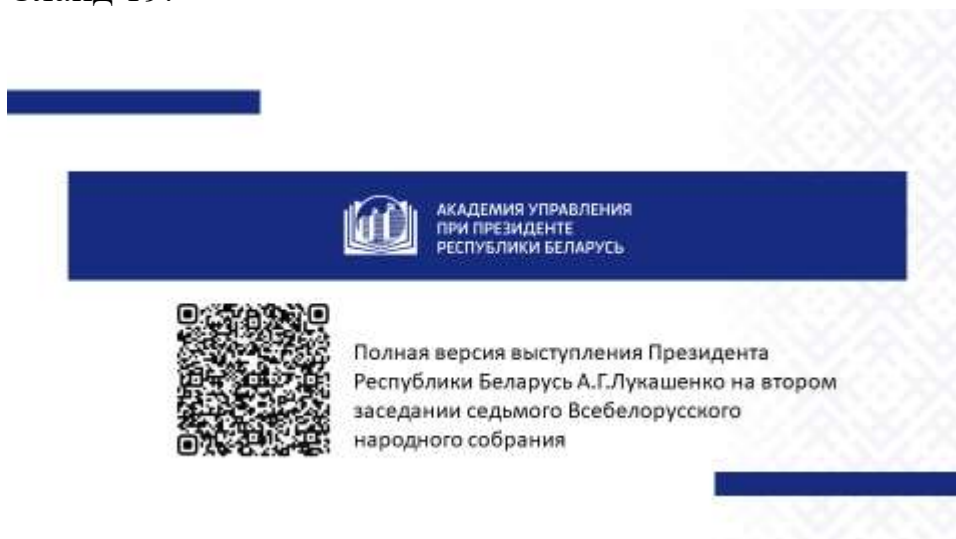 АКАДЕМИЯ УПРАВЛЕНИЯ
ПРИ ПРЕЗИДЕНТЕ
РЕСПУБЛИКИ БЕЛАРУСЬ
Полная версия выступления Президента
Республики Беларусь А.Г.Лукашенко на втором
заседании седьмого Всебелорусского
народного собрания